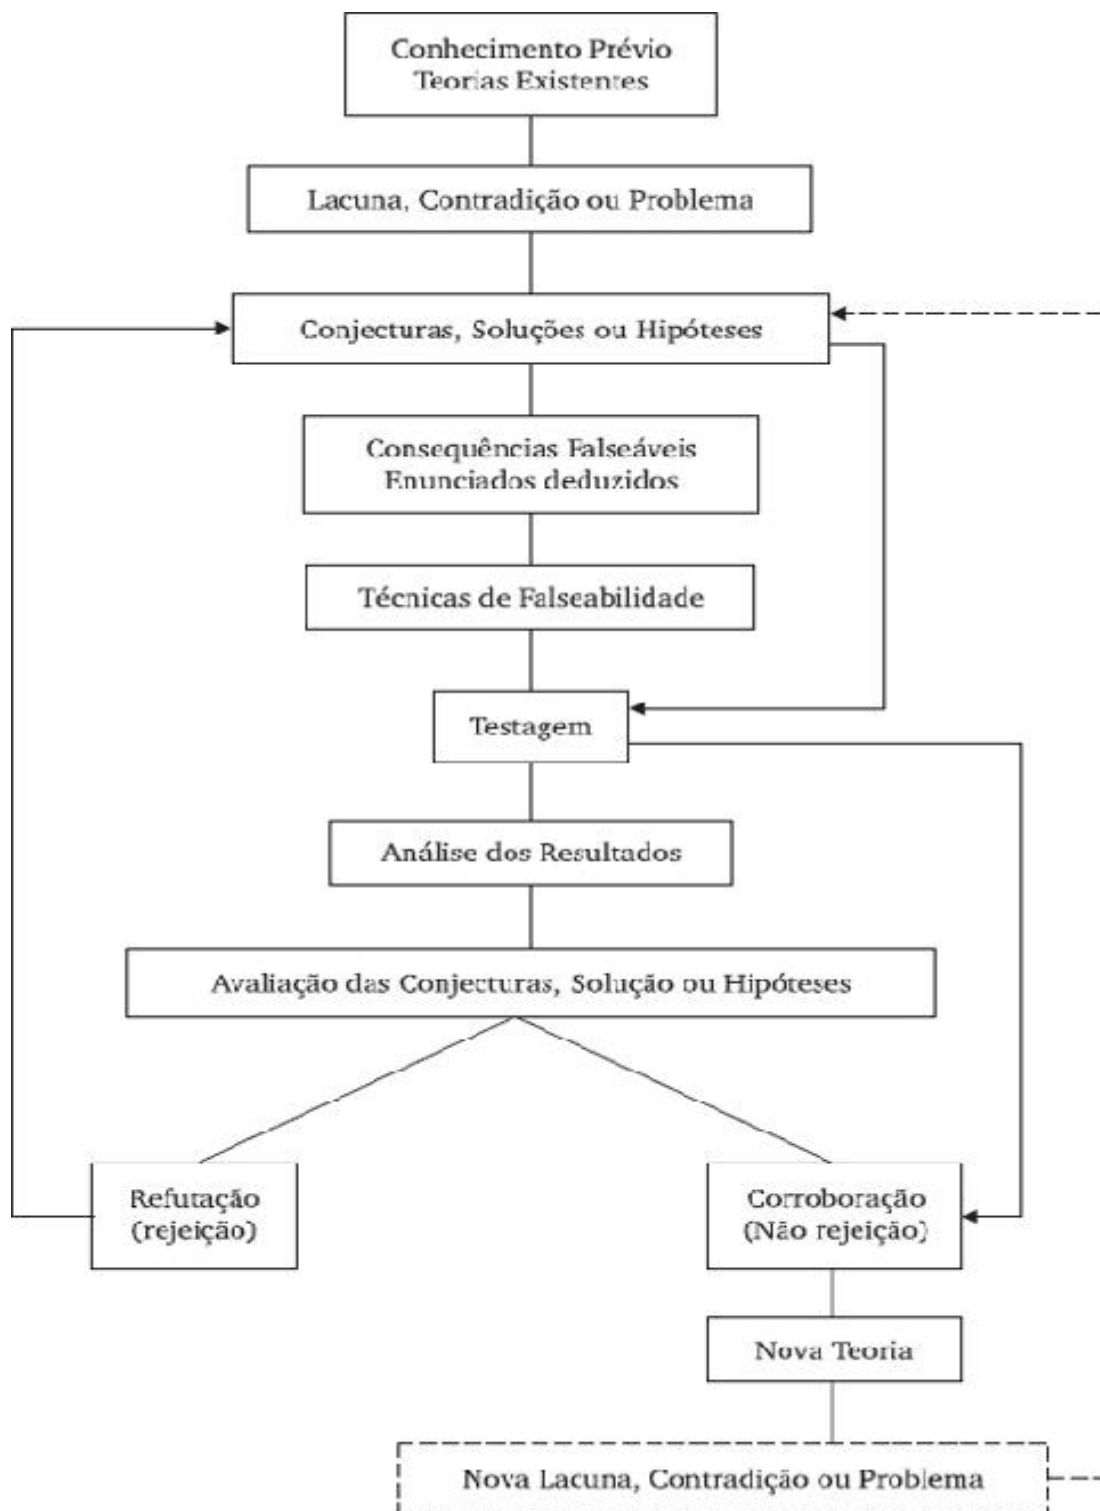 Conhecimento Prévio
Teorias Existentes
Lacuna, Contradição ou Problema
Conjecturas, Soluções ou Hipóteses
Consequências Falseáveis
Enunciados deduzidos
Técnicas de Falseabilidade
Testagem
Análise dos Resultados
Avaliação das Conjecturas, Solução ou Hipóteses
Refutação
(rejeição)
Corroboração
(Não rejeição)
Nova Teoria
Nova Lacuna, Contradição ou Problema